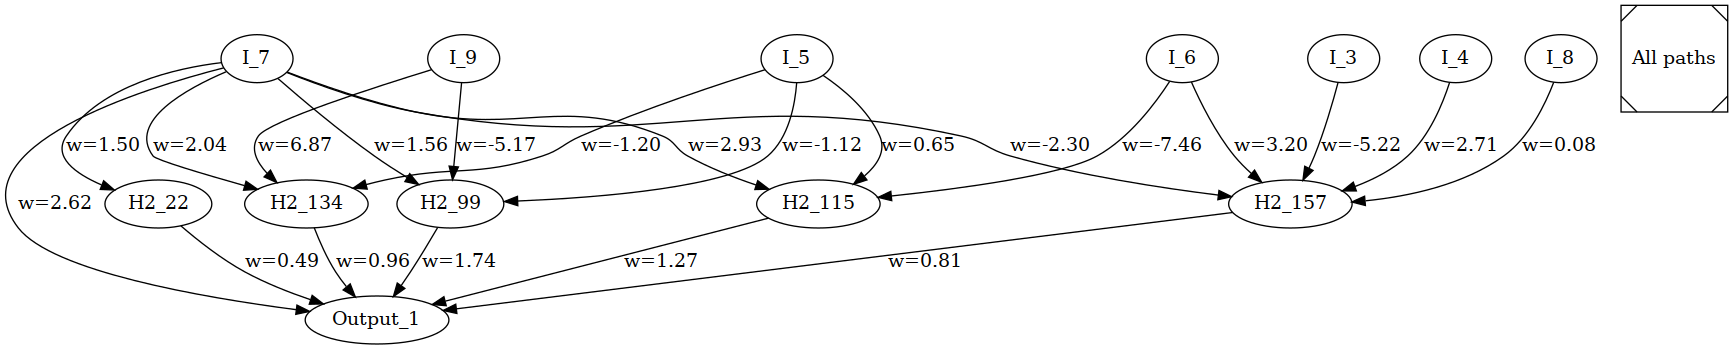 I_7
I_9
I_5
I_6
I_3
I_4
I_8
All paths
w=1.50
w=2.04
w=6.87
w=1.56
w=-5.17
w=-1.20
w=2.93
w=-1.12
w=0.65
w=-2.30
w=-7.46
w=3.20
w=-5.22
w=2.71
w=0.08
w=2.62
H2_22
H2_134
H2_99
H2_115
H2_157
w=0.49
w=0.96
w=1.74
w=1.27
w=0.81
Output_1